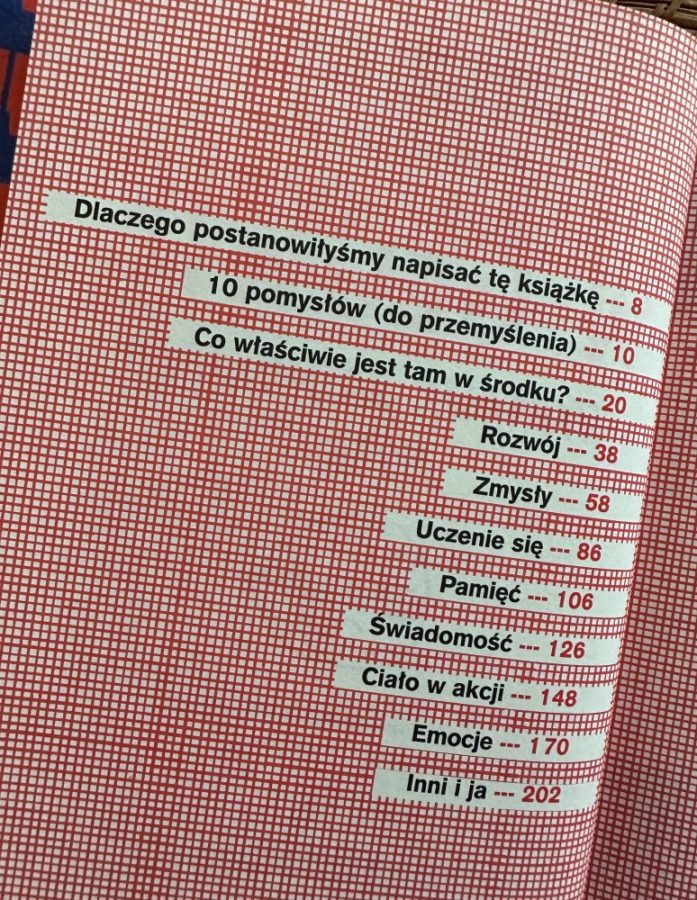 Dlaczego postanowiłyśmy napisać tę książkę --- 8
10 pomysłów (do przemyślenia) --- 10
Co właściwie jest tam w środku? --- 20
Rozwój --- 38
Zmysły --- 58
Uczenie się --- 86
Pamięć --- 106
Świadomość --- 126
Ciało w akcji --- 148
Emocje --- 170
Inni i ja --- 202